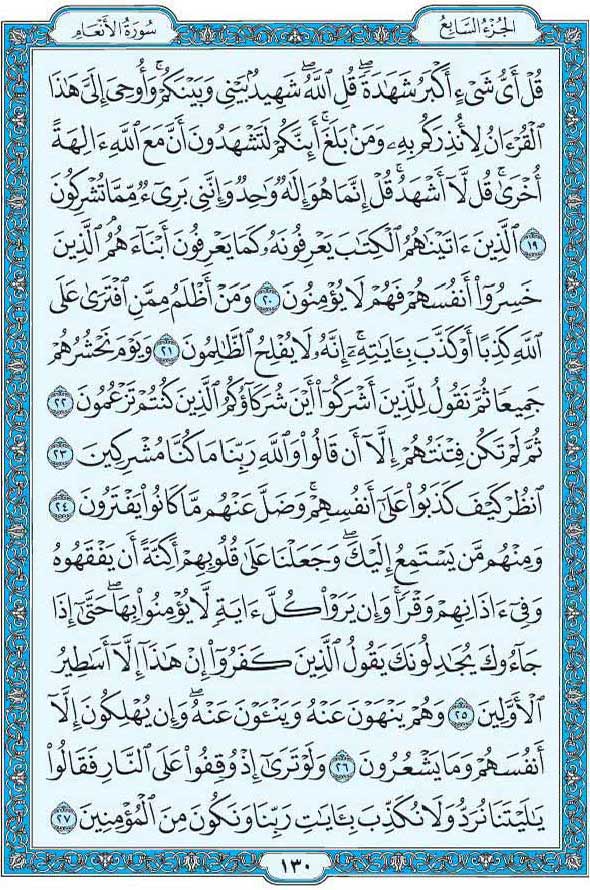 الجزء السابع
سورة الأنعام
قُلْ أَىُّ شَىْءٍ أَكْبَرُ شَهَٰدَةً ۖ قُلِ ٱللَّهُ ۖ شَهِيدٌۢ بَيْنِى وَبَيْنَكُمْ ۚ وَأُوحِىَ إِلَىَّ هَٰذَا
ٱلْقُرْءَانُ لِأُنذِرَكُم بِهِۦ وَمَنۢ بَلَغَ ۚ أَئِنَّكُمْ لَتَشْهَدُونَ أَنَّ مَعَ ٱللَّهِ ءَالِهَةً
أُخْرَىٰ ۚ قُل لَّآ أَشْهَدُ ۚ قُلْ إِنَّمَا هُوَ إِلَٰهٌ وَٰحِدٌ وَإِنَّنِى بَرِىٓءٌ مِّمَّا تُشْرِكُونَ
١٩ ٱلَّذِينَ ءَاتَيْنَٰهُمُ ٱلْكِتَٰبَ يَعْرِفُونَهُۥ كَمَا يَعْرِفُونَ أَبْنَآءَهُمُ ۘ ٱلَّذِينَ
خَسِرُوٓا۟ أَنفُسَهُمْ فَهُمْ لَا يُؤْمِنُونَ ٢٠ وَمَنْ أَظْلَمُ مِمَّنِ ٱفْتَرَىٰ عَلَى
ٱللَّهِ كَذِبًا أَوْ كَذَّبَ بِـَٔايَٰتِهِۦٓ ۗ إِنَّهُۥ لَا يُفْلِحُ ٱلظَّٰلِمُونَ ٢١ وَيَوْمَ نَحْشُرُهُمْ
جَمِيعًا ثُمَّ نَقُولُ لِلَّذِينَ أَشْرَكُوٓا۟ أَيْنَ شُرَكَآؤُكُمُ ٱلَّذِينَ كُنتُمْ تَزْعُمُونَ ٢٢
ثُمَّ لَمْ تَكُن فِتْنَتُهُمْ إِلَّآ أَن قَالُوا۟ وَٱللَّهِ رَبِّنَا مَا كُنَّا مُشْرِكِينَ ٢٣
ٱنظُرْ كَيْفَ كَذَبُوا۟ عَلَىٰٓ أَنفُسِهِمْ ۚ وَضَلَّ عَنْهُم مَّا كَانُوا۟ يَفْتَرُونَ ٢٤
وَمِنْهُم مَّن يَسْتَمِعُ إِلَيْكَ ۖ وَجَعَلْنَا عَلَىٰ قُلُوبِهِمْ أَكِنَّةً أَن يَفْقَهُوهُ
وَفِىٓ ءَاذَانِهِمْ وَقْرًا ۚ وَإِن يَرَوْا۟ كُلَّ ءَايَةٍ لَّا يُؤْمِنُوا۟ بِهَا ۖ حَتَّىٰٓ إِذَا
جَآءُوكَ يُجَٰدِلُونَكَ يَقُولُ ٱلَّذِينَ كَفَرُوٓا۟ إِنْ هَٰذَآ إِلَّآ أَسَٰطِيرُ
ٱلْأَوَّلِينَ ٢٥ وَهُمْ يَنْهَوْنَ عَنْهُ وَيَنْـَٔوْنَ عَنْهُ ۖ وَإِن يُهْلِكُونَ إِلَّآ
أَنفُسَهُمْ وَمَا يَشْعُرُونَ ٢٦ وَلَوْ تَرَىٰٓ إِذْ وُقِفُوا۟ عَلَى ٱلنَّارِ فَقَالُوا۟
يَٰلَيْتَنَا نُرَدُّ وَلَا نُكَذِّبَ بِـَٔايَٰتِ رَبِّنَا وَنَكُونَ مِنَ ٱلْمُؤْمِنِينَ ٢٧
١٣٠